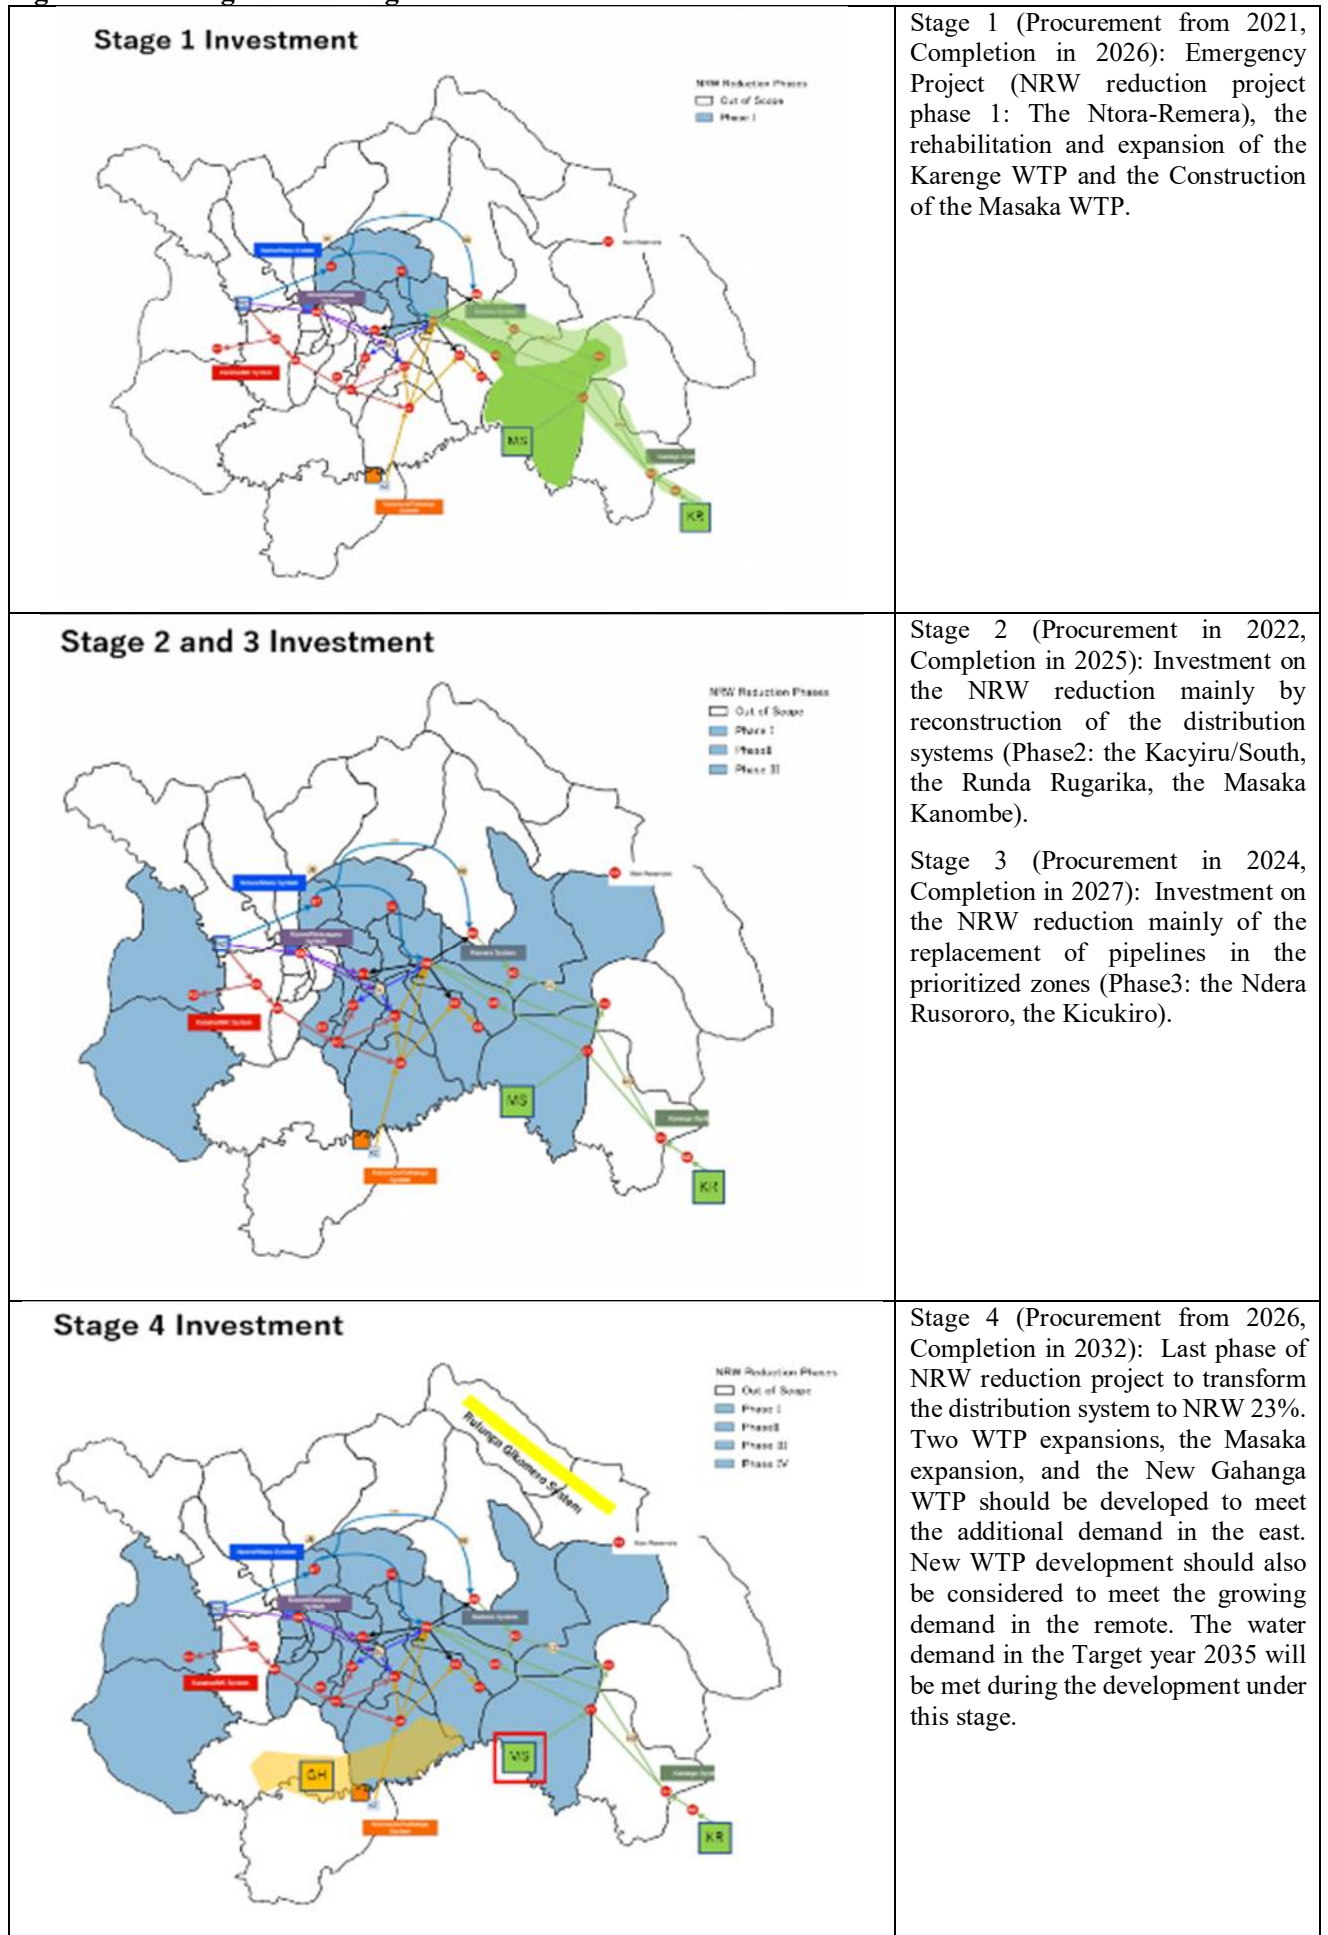 Stage 1 Investment
NRW Reduction Phases
Out of Scope
Phase I
MS
KR
Stage 1 (Procurement from 2021,
Completion in 2026): Emergency
Project (NRW reduction project
phase 1: The Ntora-Remera), the
rehabilitation and expansion of the
Karenge WTP and the Construction
of the Masaka WTP.
Stage 2 and 3 Investment
NRW Reduction Phases
Out of Scope
Phase I
Phase II
Phase III
MS
KR
Stage 2 (Procurement in 2022,
Completion in 2025): Investment on
the NRW reduction mainly by
reconstruction of the distribution
systems (Phase2: the Kacyiru/South,
the Runda Rugarika, the Masaka
Kanombe).
Stage 3 (Procurement in 2024,
Completion in 2027): Investment on
the NRW reduction mainly of the
replacement of pipelines in the
prioritized zones (Phase3: the Ndera
Rusororo, the Kicukiro).
Stage 4 Investment
NRW Reduction Phases
Out of Scope
Phase I
Phase II
Phase III
Phase IV
Gikomero System
GH
MS
KR
Stage 4 (Procurement from 2026,
Completion in 2032): Last phase of
NRW reduction project to transform
the distribution system to NRW 23%.
Two WTP expansions, the Masaka
expansion, and the New Gahanga
WTP should be developed to meet
the additional demand in the east.
New WTP development should also
be considered to meet the growing
demand in the remote. The water
demand in the Target year 2035 will
be met during the development under
this stage.